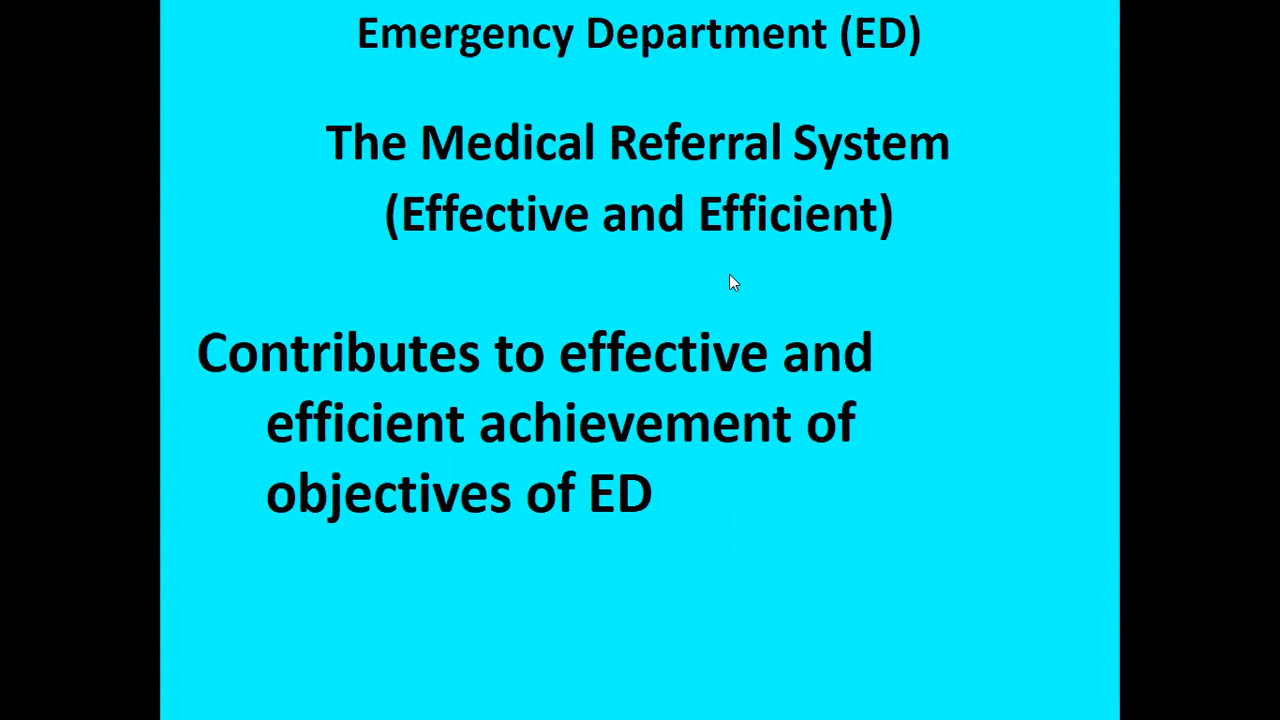 Emergency Department (ED)
The Medical Referral System
(Effective and Efficient)
Contributes to effective and
efficient achievement of
objectives of ED